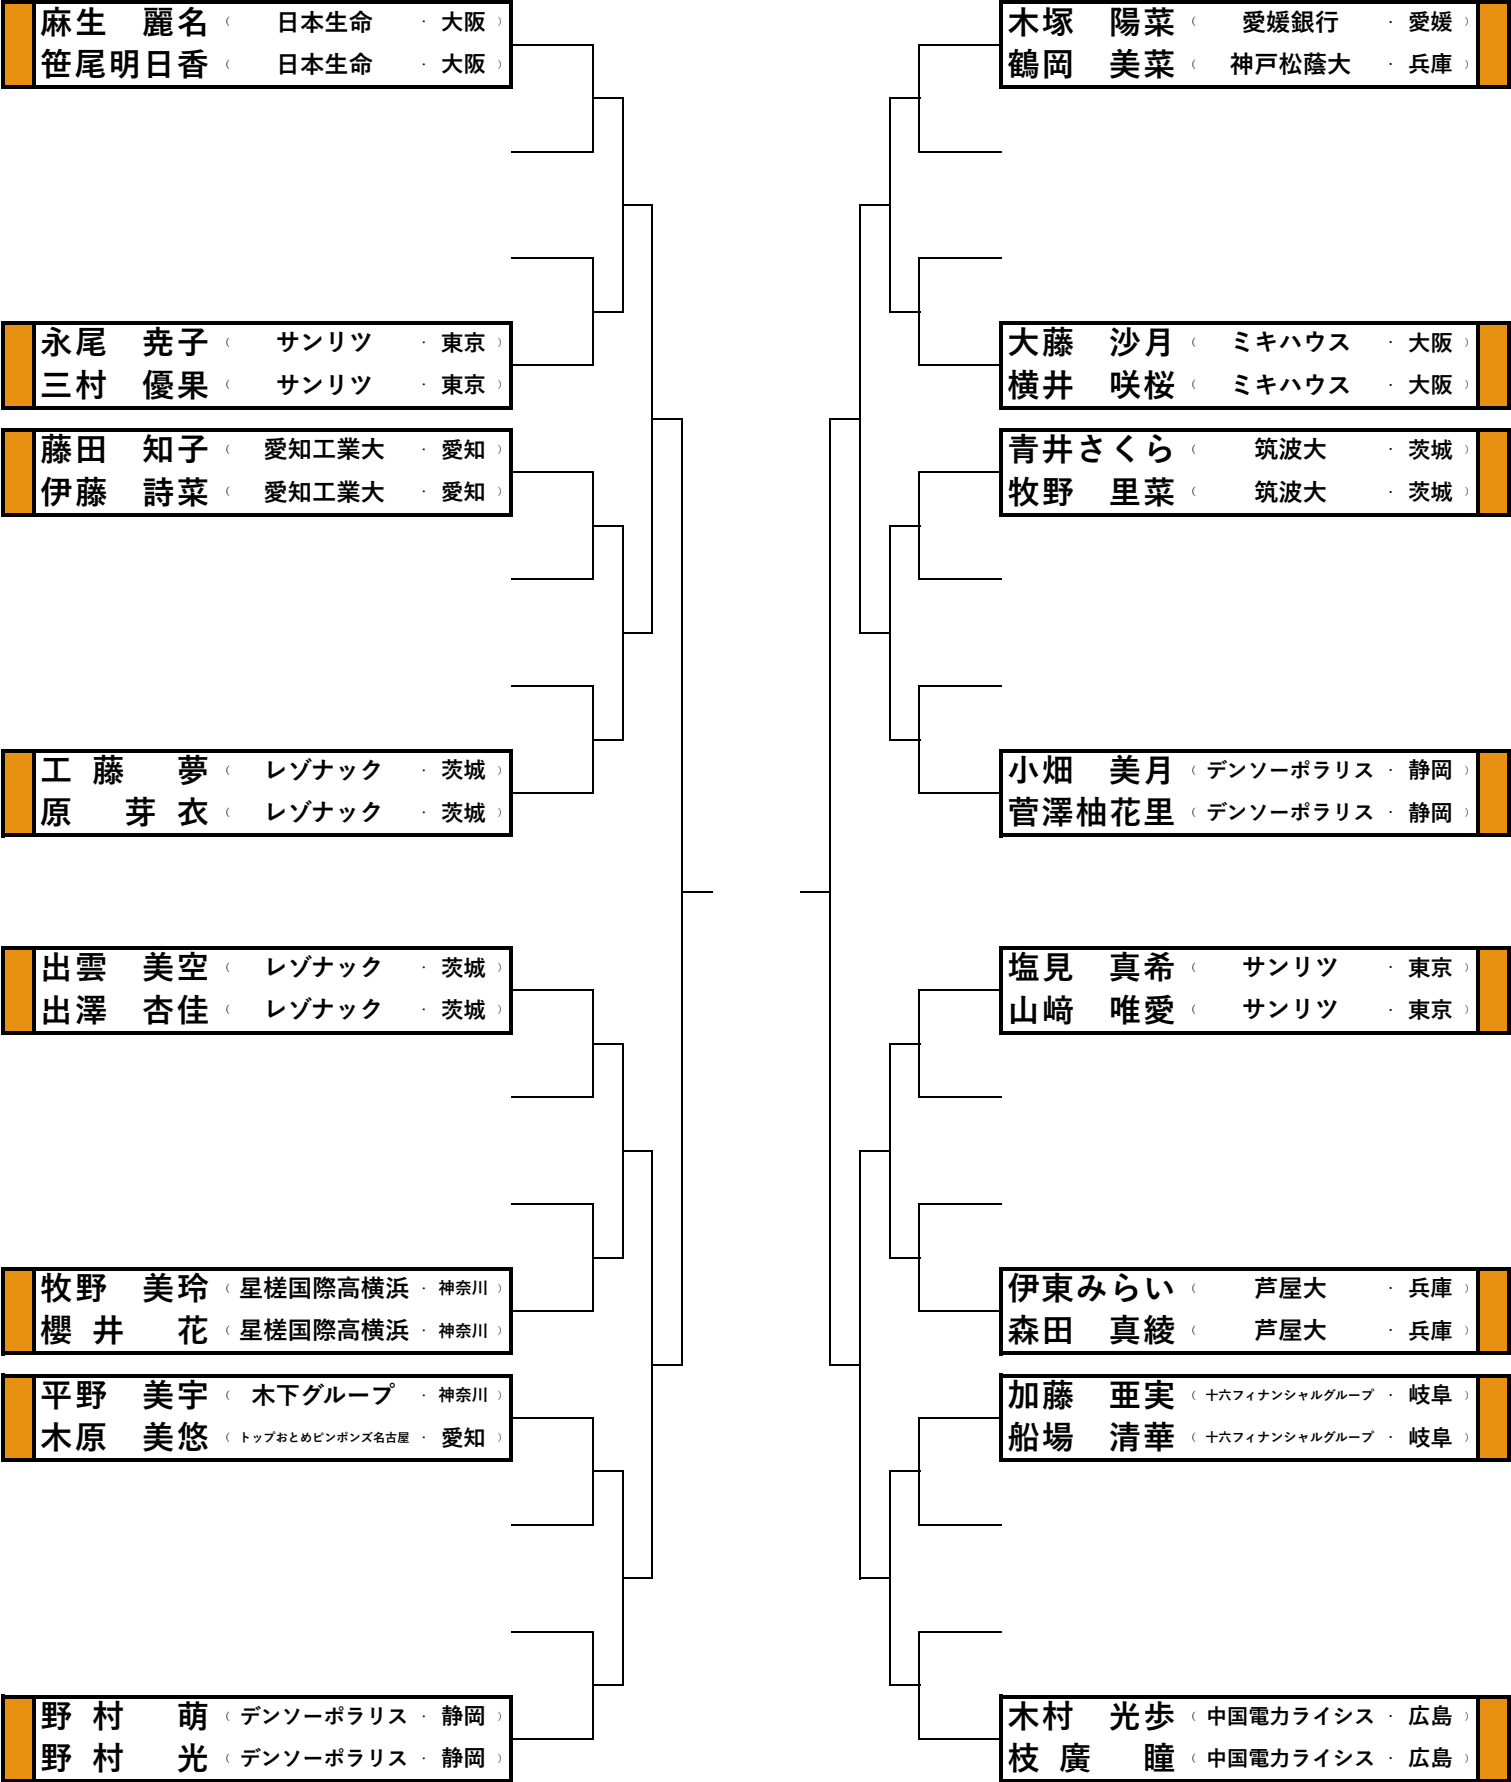 麻生　麗名（日本生命・大阪）
笹尾明日香（日本生命・大阪）
永尾　尭子（サンリツ・東京）
三村　優果（サンリツ・東京）
藤田　知子（愛知工業大・愛知）
伊藤　詩菜（愛知工業大・愛知）
工藤　夢（レゾナック・茨城）
原　芽衣（レゾナック・茨城）
出雲　美空（レゾナック・茨城）
出澤　杏佳（レゾナック・茨城）
牧野　美玲（星槎国際高横浜・神奈川）
櫻井　花（星槎国際高横浜・神奈川）
平野　美宇（木下グループ・神奈川）
木原　美悠（トップおとめピンポンズ名古屋・愛知）
野村　萌（デンソーポラリス・静岡）
野村　光（デンソーポラリス・静岡）
木塚　陽菜（愛媛銀行・愛媛）
鶴岡　美菜（神戸松蔭大・兵庫）
大藤　沙月（ミキハウス・大阪）
横井　咲桜（ミキハウス・大阪）
青井さくら（筑波大・茨城）
牧野　里菜（筑波大・茨城）
小畑　美月（デンソーポラリス・静岡）
菅澤柚花里（デンソーポラリス・静岡）
塩見　真希（サンリツ・東京）
山﨑　唯愛（サンリツ・東京）
伊東みらい（芦屋大・兵庫）
森田　真綾（芦屋大・兵庫）
加藤　亜実（十六フィナンシャルグループ・岐阜）
船場　清華（十六フィナンシャルグループ・岐阜）
木村　光歩（中国電力ライシス・広島）
枝廣　瞳（中国電力ライシス・広島）